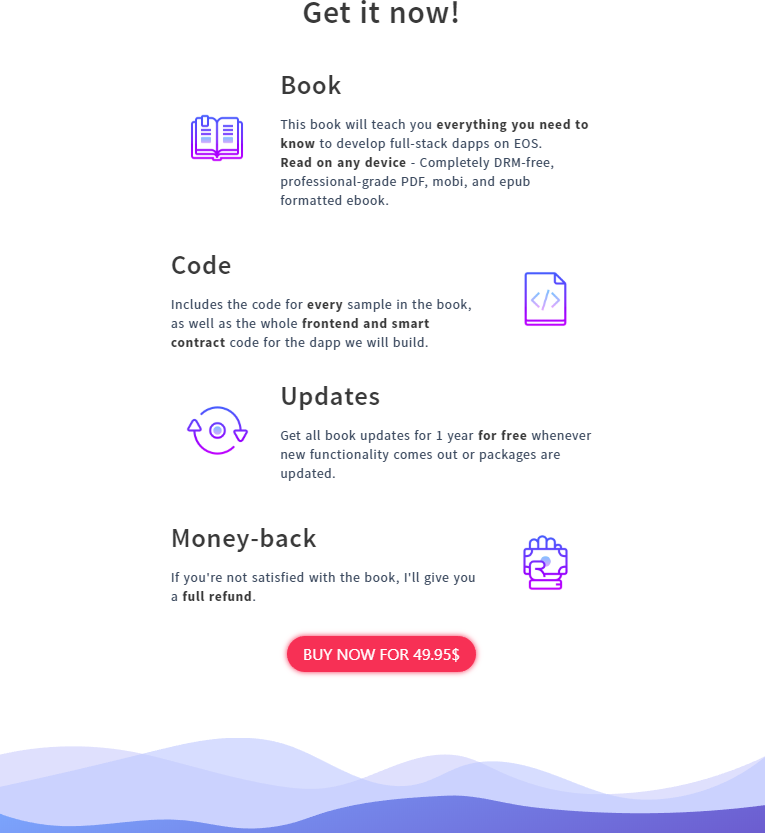 Get it now!
Book
This book will teach you everything you need to
know to develop full-stack dapps on EOS.
Read on any device - Completely DRM-free,
professional-grade PDF, mobi, and epub
formatted ebook.
Code
Includes the code for every sample in the book,
as well as the whole frontend and smart
contract code for the dapp we will build.
Updates
Get all book updates for 1 year for free whenever
new functionality comes out or packages are
updated.
Money-back
If you're not satisfied with the book, I'll give you
a full refund.
BUY NOW FOR 49.95$